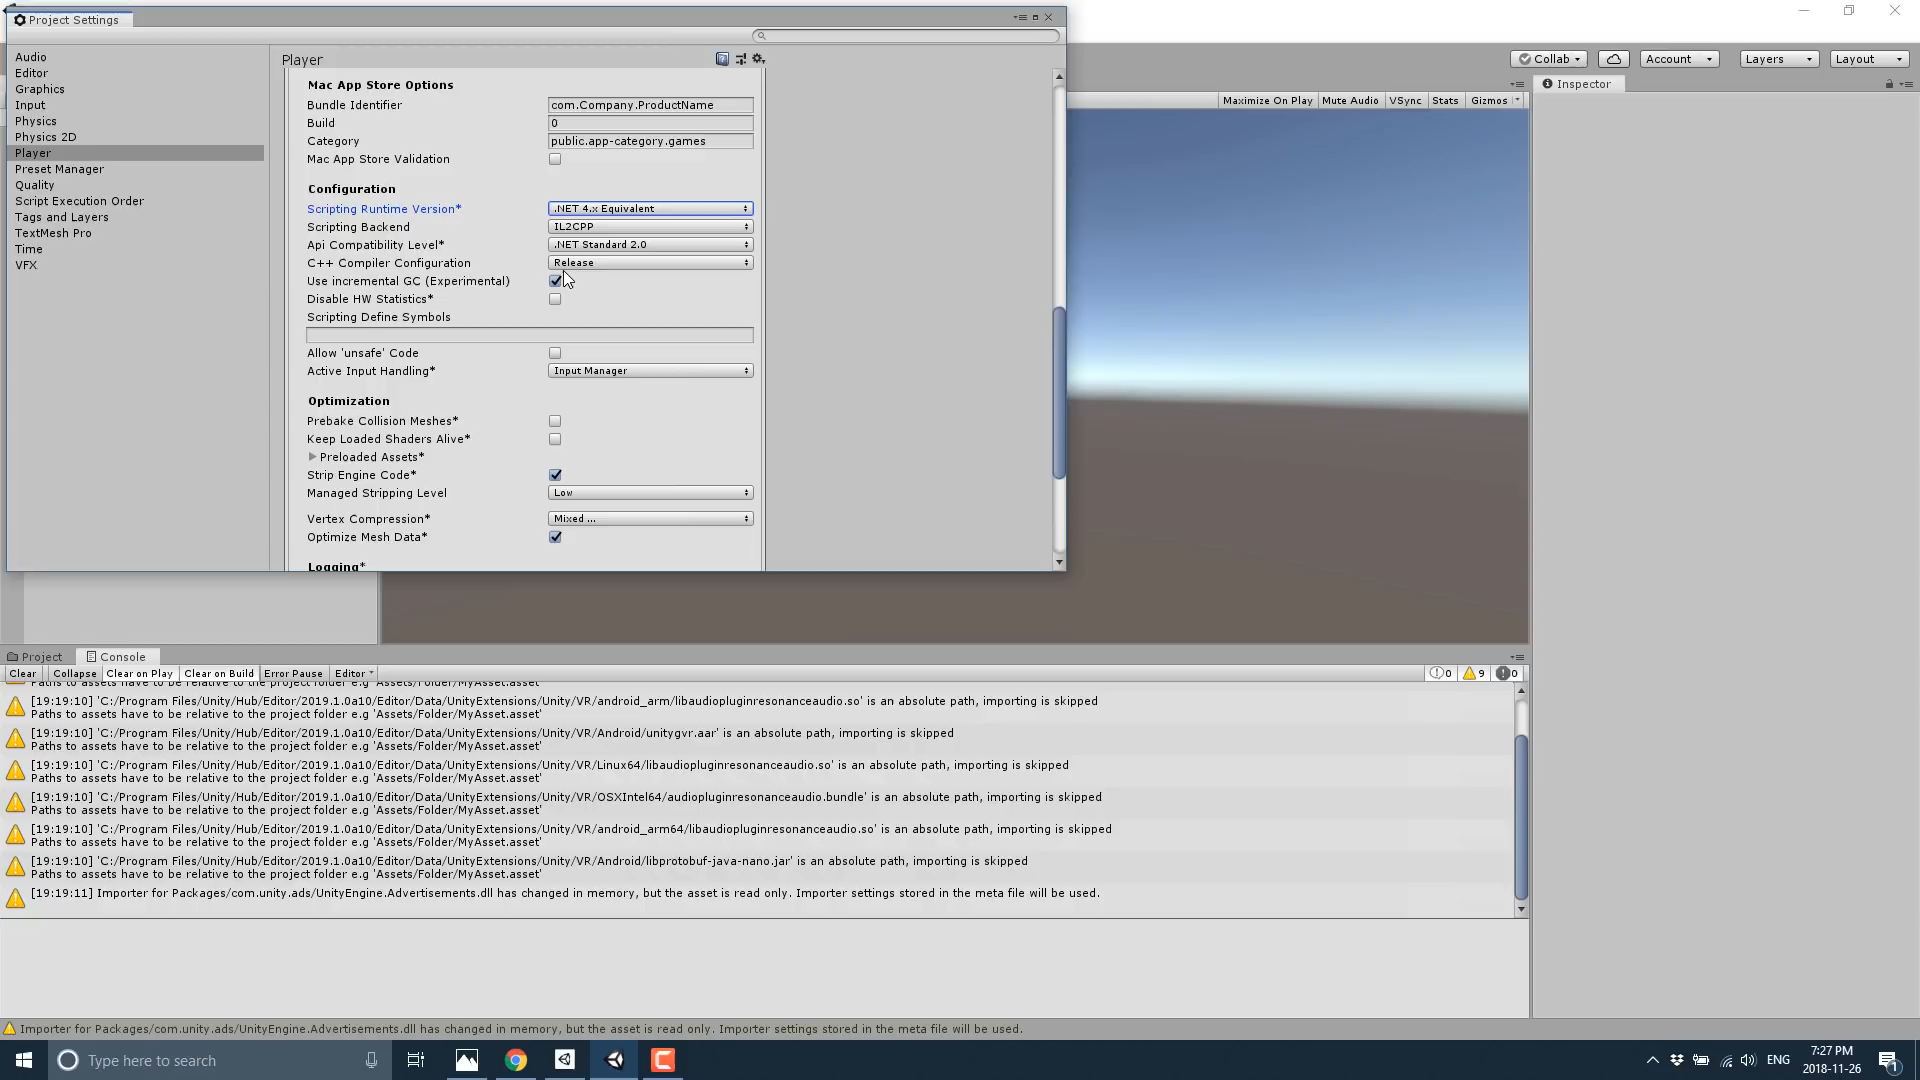 Project Settings
Audio
Editor
Graphics
Input
Physics
Physics 2D
Player
Preset Manager
Quality
Script Execution Order
Tags and Layers
TextMesh Pro
Time
VFX
Player
Mac App Store Options
Bundle Identifier com.Company.ProductName
Build 0
Category public.app-category.games
Mac App Store Validation
Configuration
Scripting Runtime Version* .NET 4.x Equivalent
Scripting Backend IL2CPP
Api Compatibility Level* .NET Standard 2.0
C++ Compiler Configuration Release
Use incremental GC (Experimental)
Disable HW Statistics*
Scripting Define Symbols
Allow 'unsafe' Code
Active Input Handling* Input Manager
Optimization
Prebake Collision Meshes*
Keep Loaded Shaders Alive*
Preloaded Assets*
Strip Engine Code*
Managed Stripping Level Low
Vertex Compression* Mixed ...
Optimize Mesh Data*
Logging*
Collab Account Layers Layout
Maximize On Play Mute Audio VSync Stats Gizmos
Inspector
Project Console
Clear Collapse Clear on Play Clear on Build Error Pause Editor 0 9 0
Paths to assets have to be relative to the project folder e.g 'Assets/Folder/MyAsset.asset'
[19:19:10] 'C:/Program Files/Unity/Hub/Editor/2019.1.0a10/Editor/Data/UnityExtensions/Unity/VR/android_arm/libaudiopluginresonanceaudio.so' is an absolute path, importing is skipped
Paths to assets have to be relative to the project folder e.g 'Assets/Folder/MyAsset.asset'
[19:19:10] 'C:/Program Files/Unity/Hub/Editor/2019.1.0a10/Editor/Data/UnityExtensions/Unity/VR/Android/unitygvr.aar' is an absolute path, importing is skipped
Paths to assets have to be relative to the project folder e.g 'Assets/Folder/MyAsset.asset'
[19:19:10] 'C:/Program Files/Unity/Hub/Editor/2019.1.0a10/Editor/Data/UnityExtensions/Unity/VR/Linux64/libaudiopluginresonanceaudio.so' is an absolute path, importing is skipped
Paths to assets have to be relative to the project folder e.g 'Assets/Folder/MyAsset.asset'
[19:19:10] 'C:/Program Files/Unity/Hub/Editor/2019.1.0a10/Editor/Data/UnityExtensions/Unity/VR/OSXIntel64/audiopluginresonanceaudio.bundle' is an absolute path, importing is skipped
Paths to assets have to be relative to the project folder e.g 'Assets/Folder/MyAsset.asset'
[19:19:10] 'C:/Program Files/Unity/Hub/Editor/2019.1.0a10/Editor/Data/UnityExtensions/Unity/VR/android_arm64/libaudiopluginresonanceaudio.so' is an absolute path, importing is skipped
Paths to assets have to be relative to the project folder e.g 'Assets/Folder/MyAsset.asset'
[19:19:10] 'C:/Program Files/Unity/Hub/Editor/2019.1.0a10/Editor/Data/UnityExtensions/Unity/VR/Android/libprotobuf-java-nano.jar' is an absolute path, importing is skipped
Paths to assets have to be relative to the project folder e.g 'Assets/Folder/MyAsset.asset'
[19:19:11] Importer for Packages/com.unity.ads/UnityEngine.Advertisements.dll has changed in memory, but the asset is read only. Importer settings stored in the meta file will be used.
Importer for Packages/com.unity.ads/UnityEngine.Advertisements.dll has changed in memory, but the asset is read only. Importer settings stored in the meta file will be used.
Type here to search
ENG
7:27 PM
2018-11-26
1